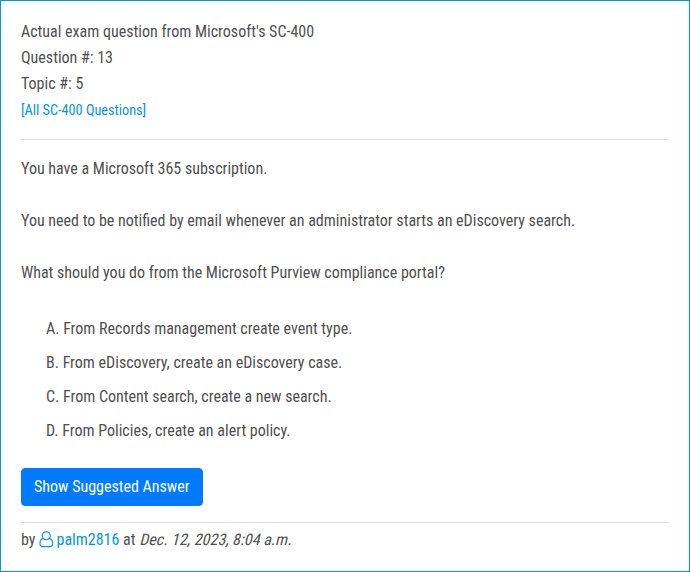 Actual exam question from Microsoft's SC-400
Question #: 13
Topic #: 5
[All SC-400 Questions]
You have a Microsoft 365 subscription.
You need to be notified by email whenever an administrator starts an eDiscovery search.
What should you do from the Microsoft Purview compliance portal?
A. From Records management create event type.
B. From eDiscovery, create an eDiscovery case.
C. From Content search, create a new search.
D. From Policies, create an alert policy.
Show Suggested Answer
by palm2816 at Dec. 12, 2023, 8:04 a.m.